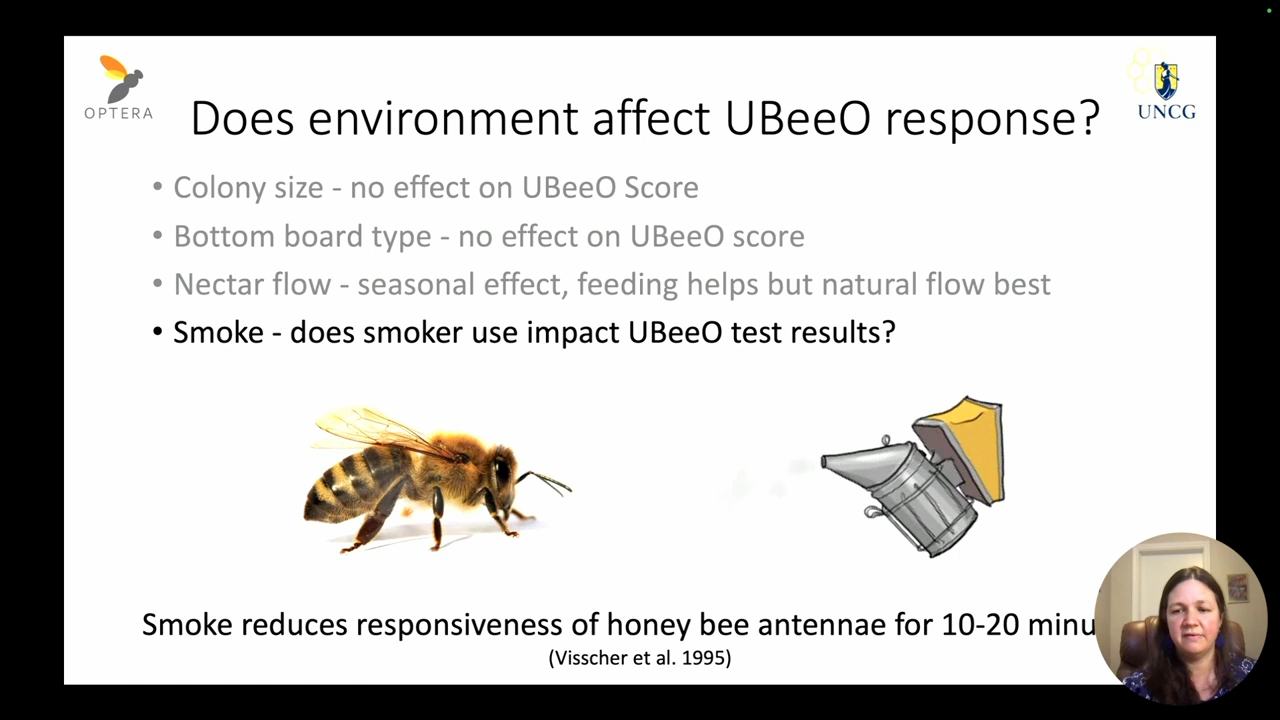 OPTERA
UNCG
Does environment affect UBeeO response?
• Colony size - no effect on UBeeO Score
• Bottom board type - no effect on UBeeO score
• Nectar flow - seasonal effect, feeding helps but natural flow best
• Smoke - does smoker use impact UBeeO test results?
Smoke reduces responsiveness of honey bee antennae for 10-20
(Visscher et al. 1995)